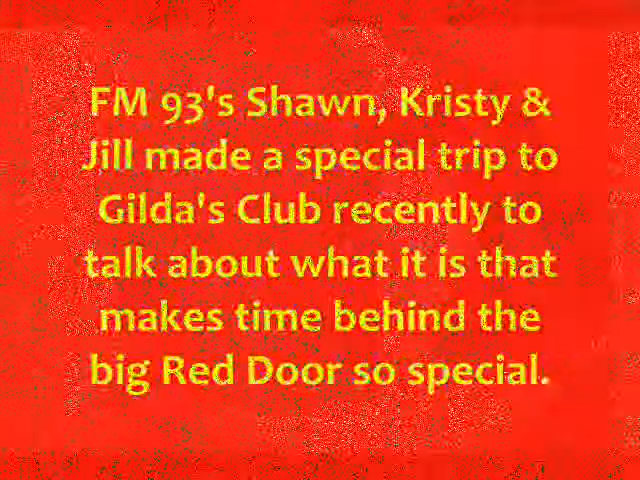 FM 93's Shawn, Kristy &
Jill made a special trip to
Gilda's Club recently to
talk about what it is that
makes time behind the
big Red Door so special.